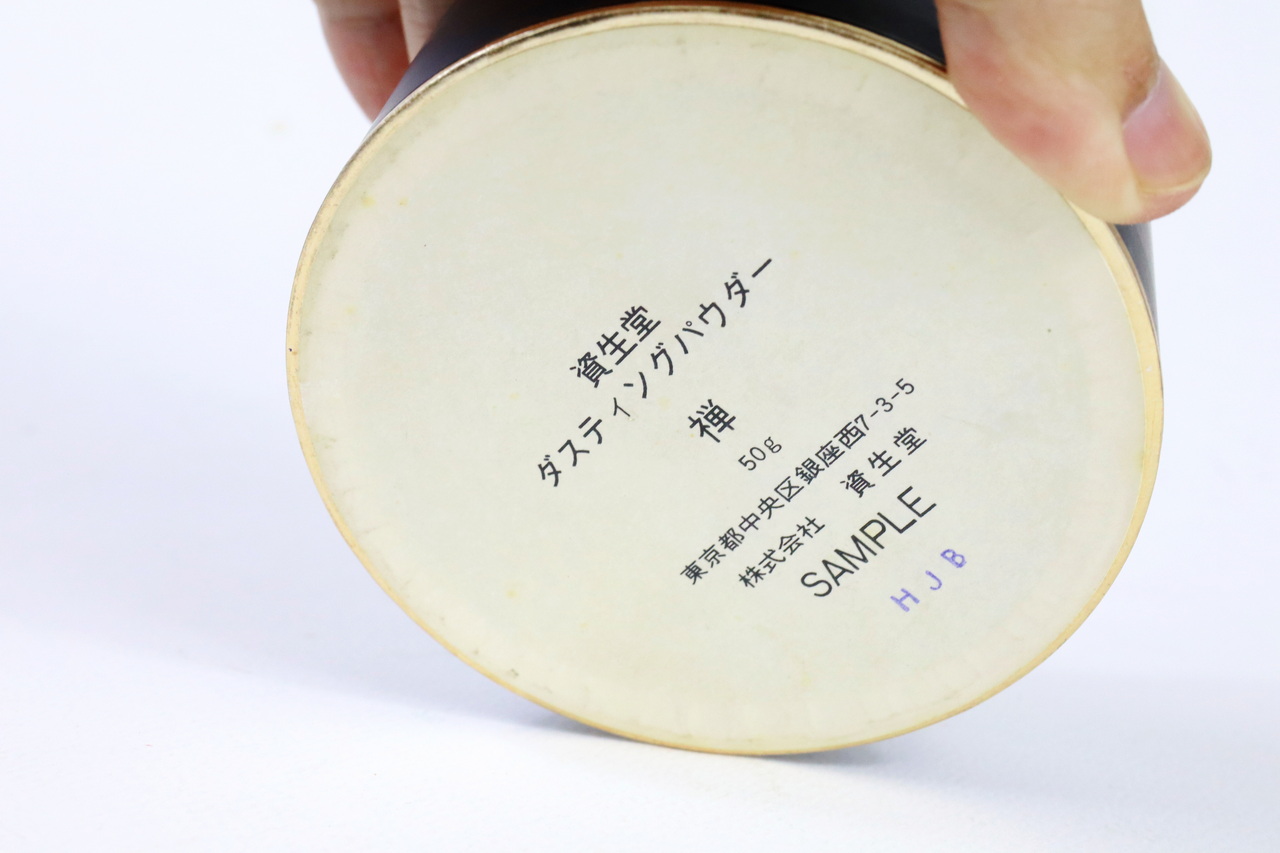 資生堂
ダスティングパウダー
禅
50g
東京都中央区銀座西7-3-5
株式会社 資生堂
SAMPLE
HJB